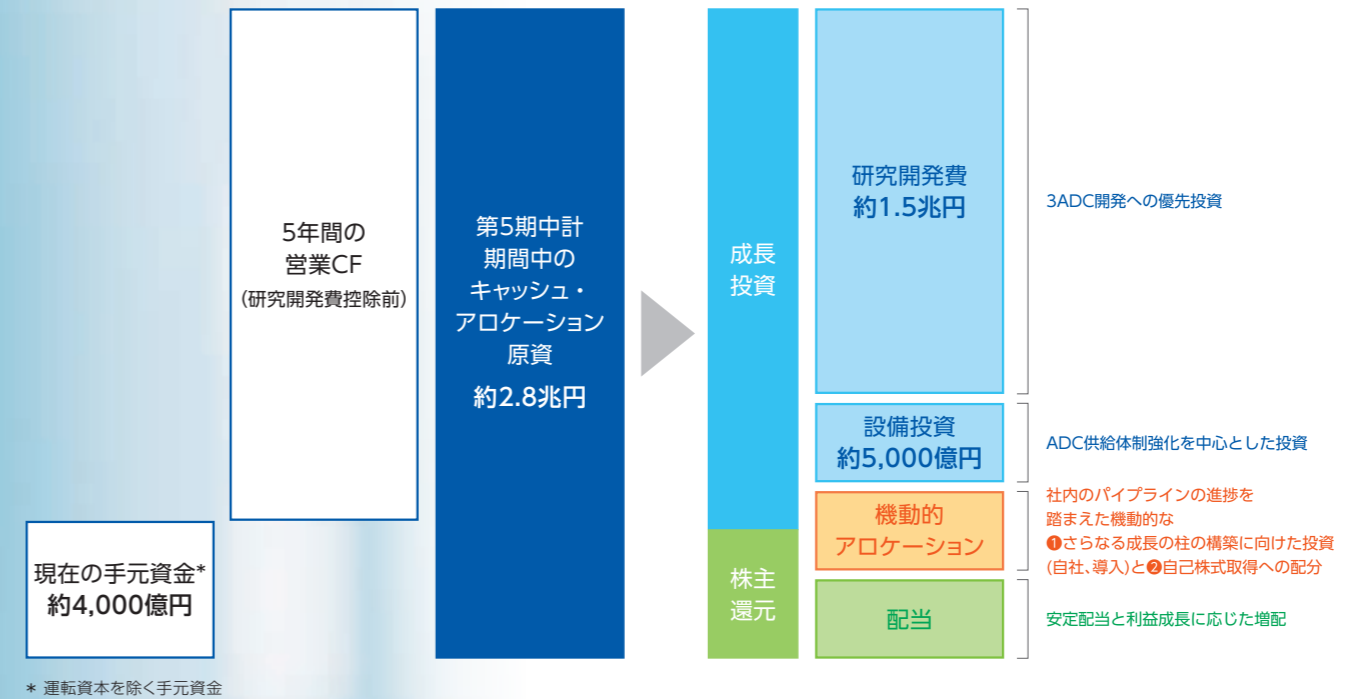 現在の手元資金*
約4,000億円
* 運転資本を除く手元資金
5年間の
営業CF
(研究開発費控除前)
第5期中計
期間中の
キャッシュ・
アロケーション
原資
約2.8兆円
成長
投資
株主
還元
研究開発費
約1.5兆円
3ADC開発への優先投資
設備投資
約5,000億円
ADC供給体制強化を中心とした投資
機動的
アロケーション
社内のパイプラインの進捗を
踏まえた機動的な
❶さらなる成長の柱の構築に向けた投資
(自社、導入)と❷自己株式取得への配分
配当
安定配当と利益成長に応じた増配